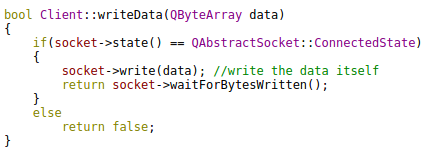 bool Client::writeData(QByteArray data)
{
    if(socket->state() == QAbstractSocket::ConnectedState)
    {
        socket->write(data); //write the data itself
        return socket->waitForBytesWritten();
    }
    else
        return false;
}